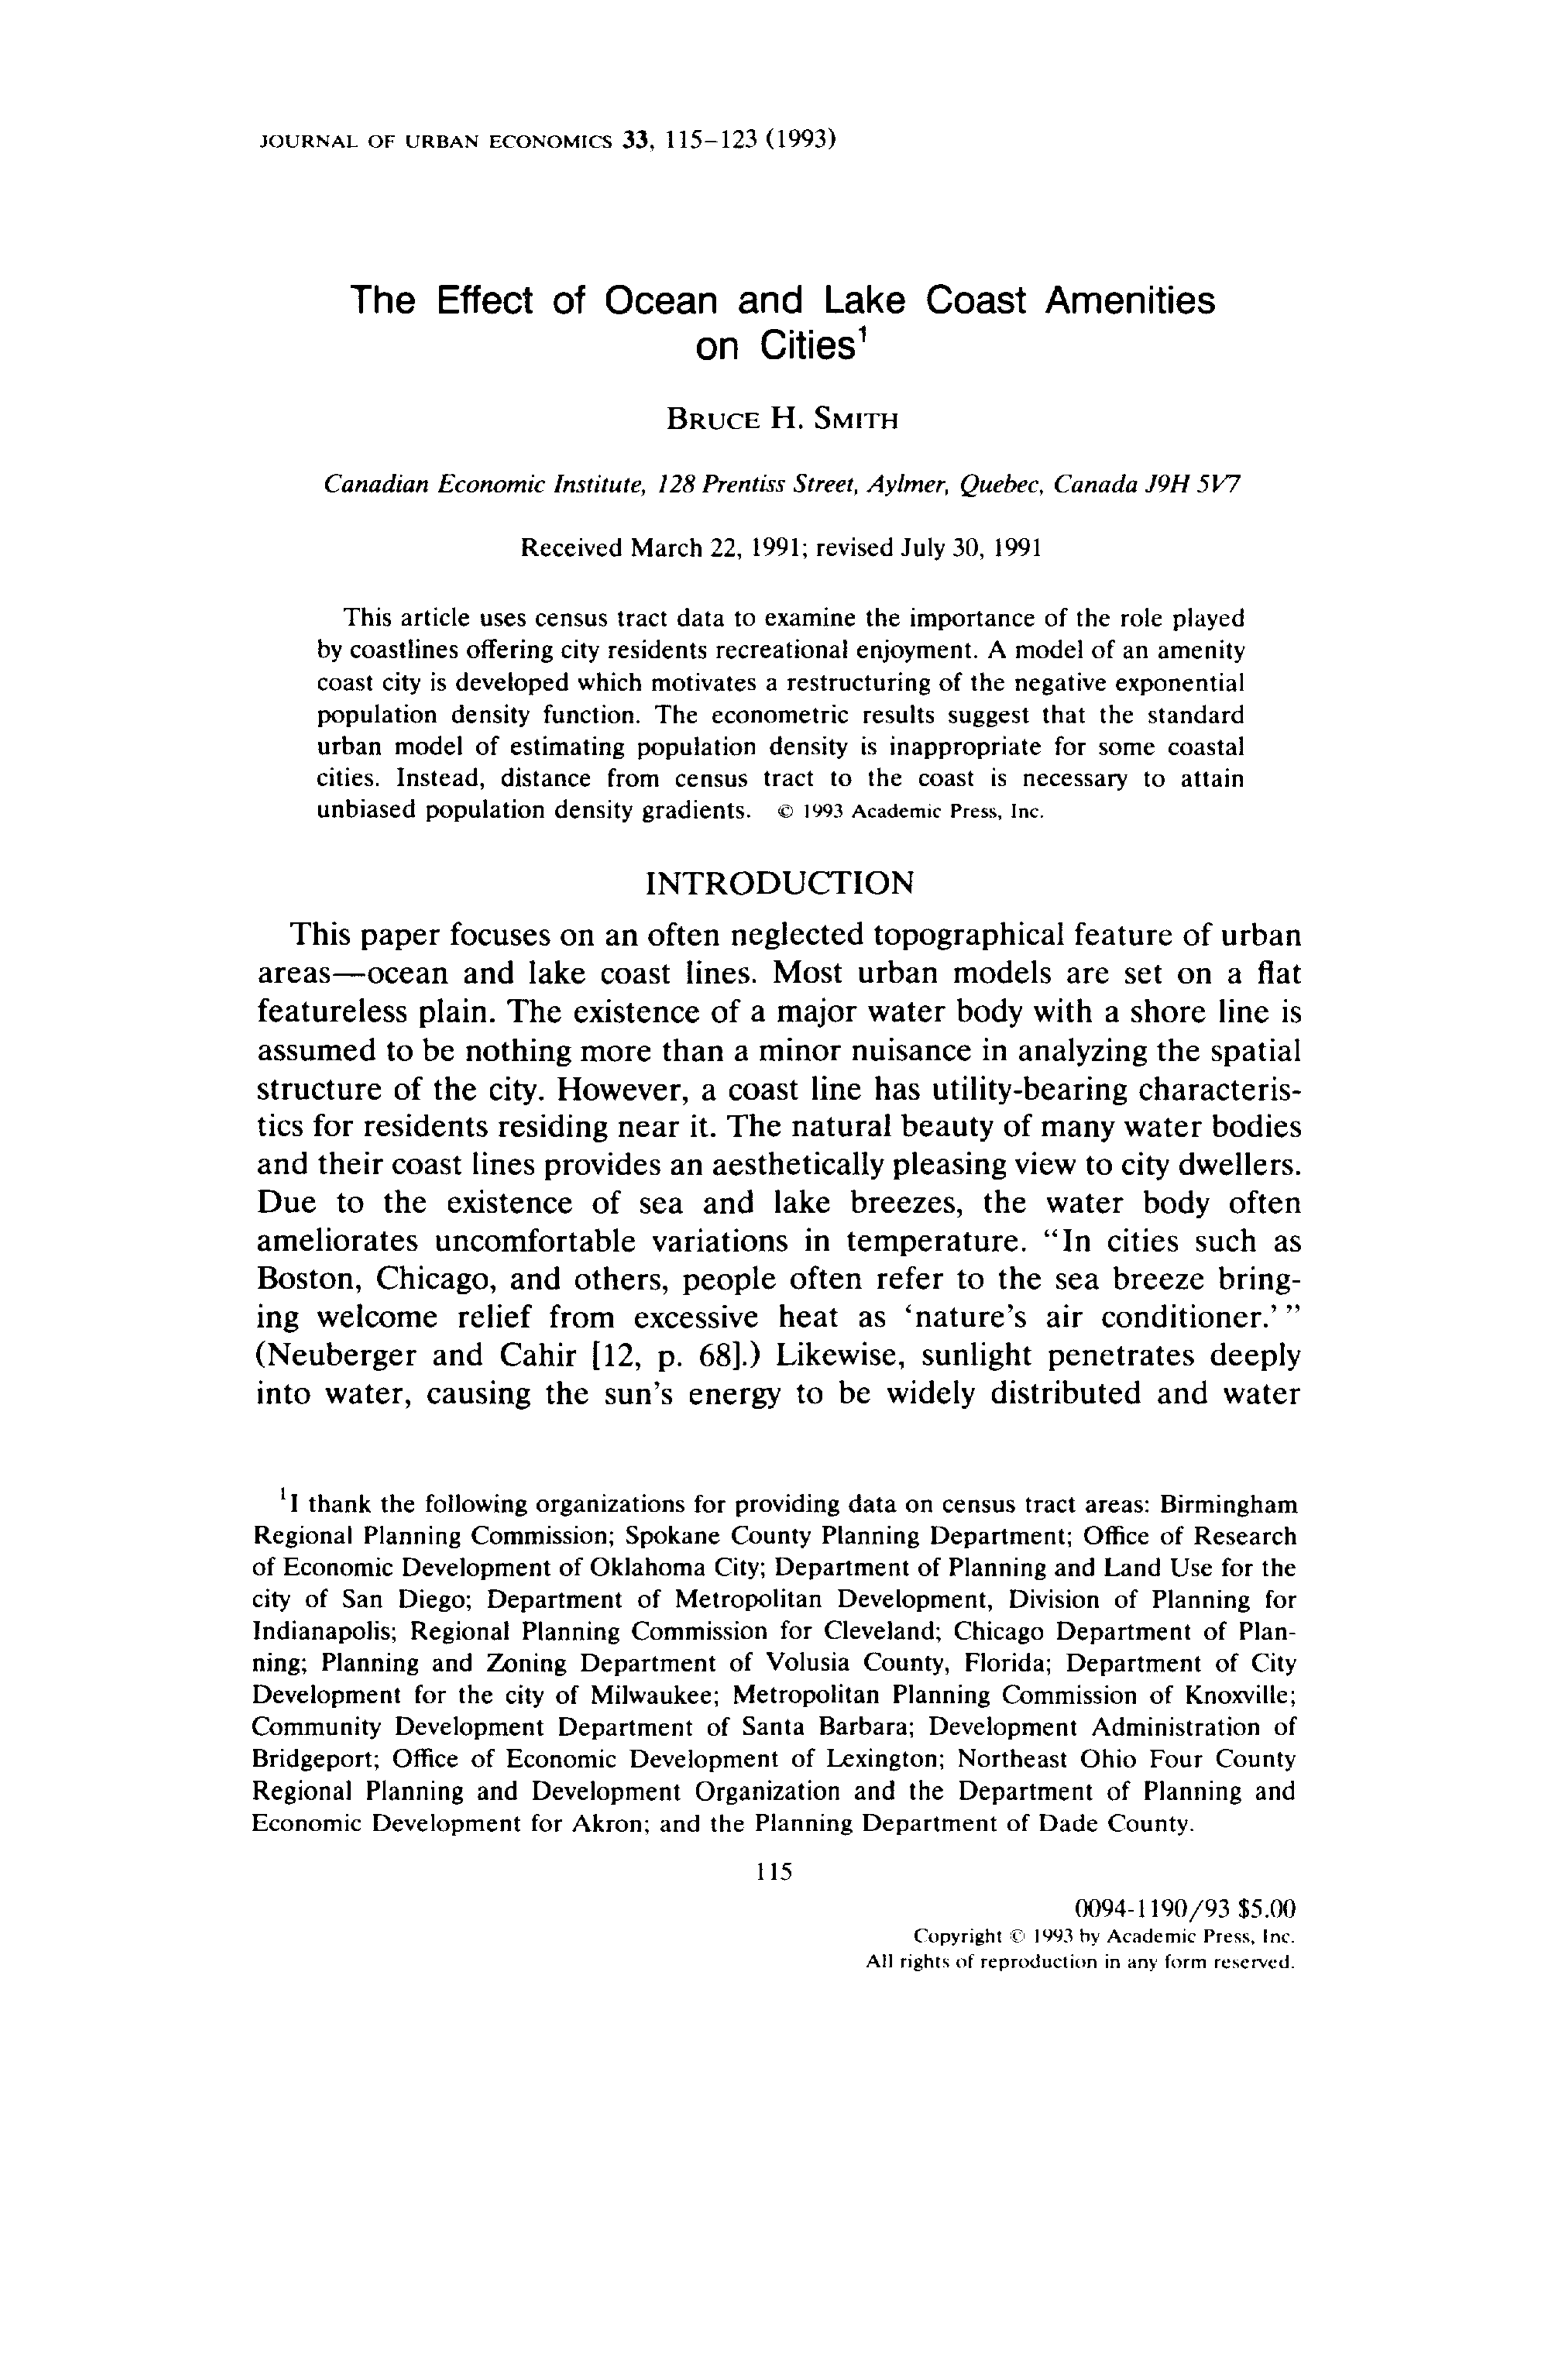 JOURNAL OF URBAN ECONOMICS 33, 115–123 (1993)
The Effect of Ocean and Lake Coast Amenities
on Cities¹
BRUCE H. SMITH
Canadian Economic Institute, 128 Prentiss Street, Aylmer, Quebec, Canada J9H 5V7
Received March 22, 1991; revised July 30, 1991
This article uses census tract data to examine the importance of the role played
by coastlines offering city residents recreational enjoyment. A model of an amenity
coast city is developed which motivates a restructuring of the negative exponential
population density function. The econometric results suggest that the standard
urban model of estimating population density is inappropriate for some coastal
cities. Instead, distance from census tract to the coast is necessary to attain
unbiased population density gradients. © 1993 Academic Press, Inc.
INTRODUCTION
This paper focuses on an often neglected topographical feature of urban
areas—ocean and lake coast lines. Most urban models are set on a flat
featureless plain. The existence of a major water body with a shore line is
assumed to be nothing more than a minor nuisance in analyzing the spatial
structure of the city. However, a coast line has utility-bearing characteris-
tics for residents residing near it. The natural beauty of many water bodies
and their coast lines provides an aesthetically pleasing view to city dwellers.
Due to the existence of sea and lake breezes, the water body often
ameliorates uncomfortable variations in temperature. “In cities such as
Boston, Chicago, and others, people often refer to the sea breeze bring-
ing welcome relief from excessive heat as ‘nature’s air conditioner.’ ”
(Neuberger and Cahir [12, p. 68].) Likewise, sunlight penetrates deeply
into water, causing the sun’s energy to be widely distributed and water
¹I thank the following organizations for providing data on census tract areas: Birmingham
Regional Planning Commission; Spokane County Planning Department; Office of Research
of Economic Development of Oklahoma City; Department of Planning and Land Use for the
city of San Diego; Department of Metropolitan Development, Division of Planning for
Indianapolis; Regional Planning Commission for Cleveland; Chicago Department of Plan-
ning; Planning and Zoning Department of Volusia County, Florida; Department of City
Development for the city of Milwaukee; Metropolitan Planning Commission of Knoxville;
Community Development Department of Santa Barbara; Development Administration of
Bridgeport; Office of Economic Development of Lexington; Northeast Ohio Four County
Regional Planning and Development Organization and the Department of Planning and
Economic Development for Akron; and the Planning Department of Dade County.
115
0094-1190/93 $5.00
Copyright © 1993 by Academic Press, Inc.
All rights of reproduction in any form reserved.